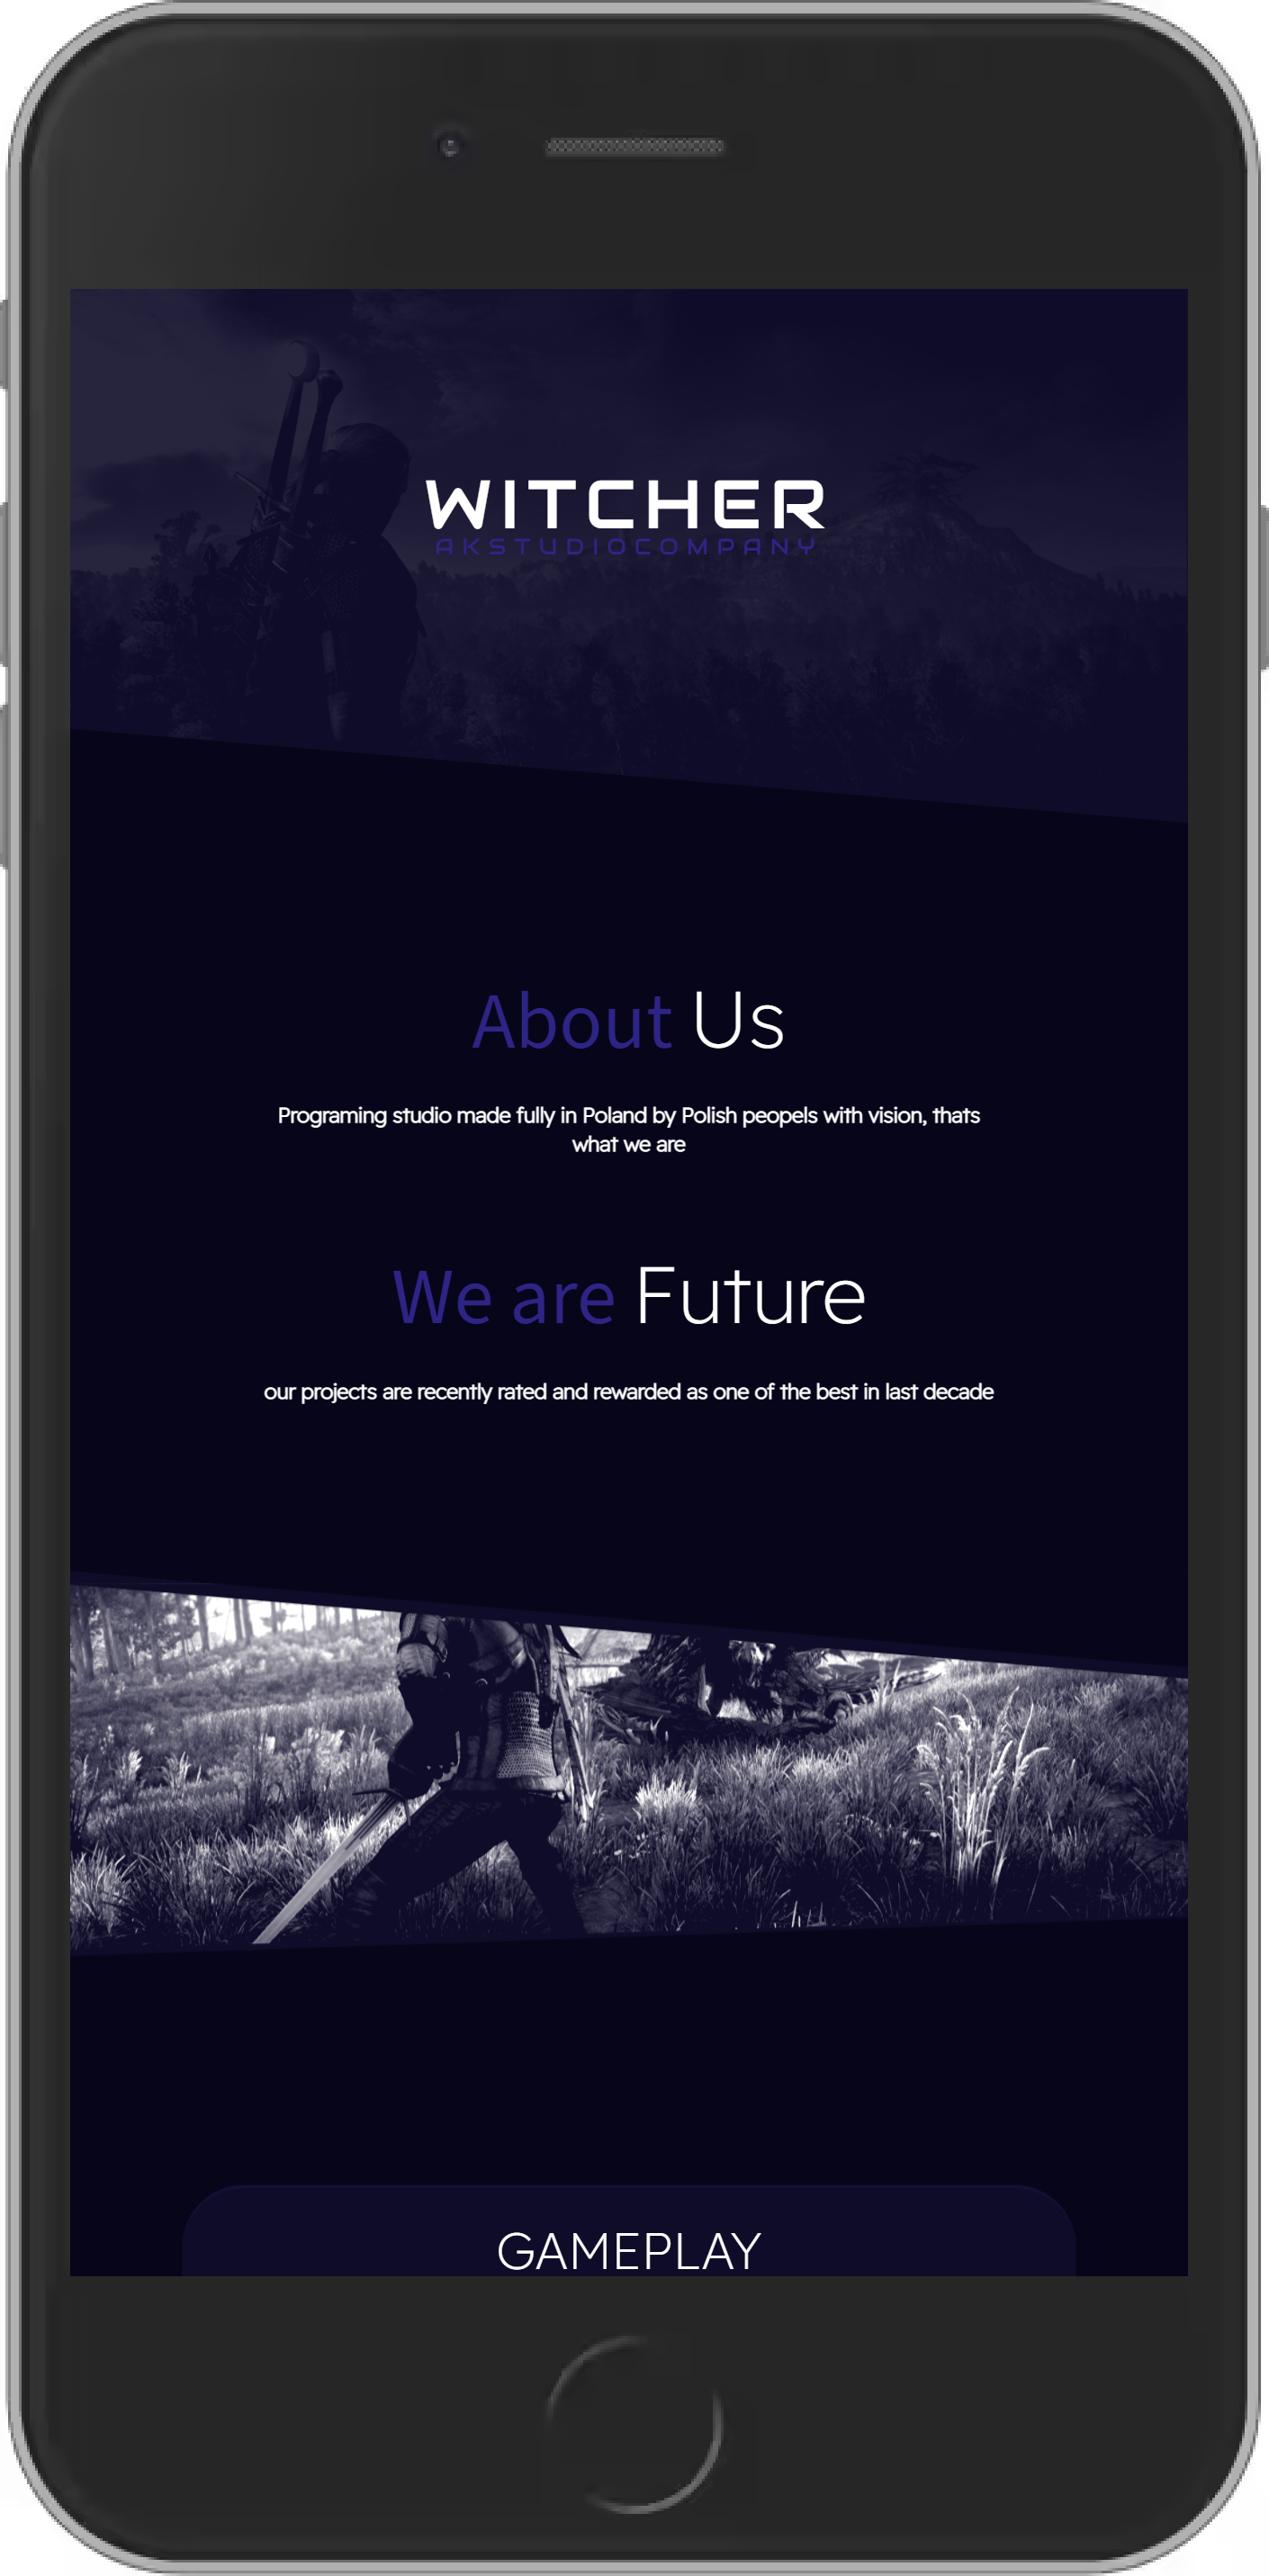 WITCHER
AKSTUDIOCOMPANY
About Us
Programing studio made fully in Poland by Polish peopels with vision, thats
what we are
We are Future
our projects are recently rated and rewarded as one of the best in last decade
GAMEPLAY